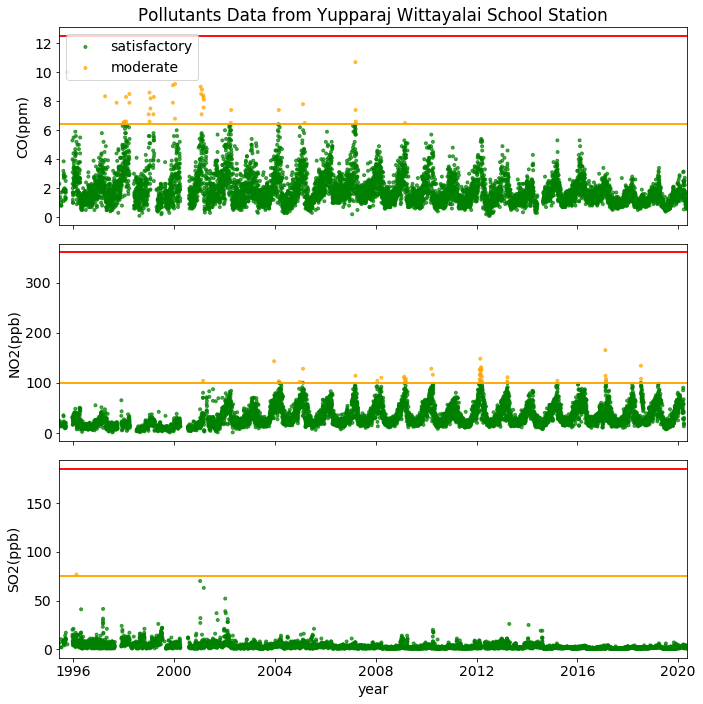 Pollutants Data from Yupparaj Wittayalai School Station
satisfactory
moderate
12
10
8
6
4
2
0
CO(ppm)
300
200
100
0
NO2(ppb)
150
100
50
0
SO2(ppb)
1996 2000 2004 2008 2012 2016 2020
year